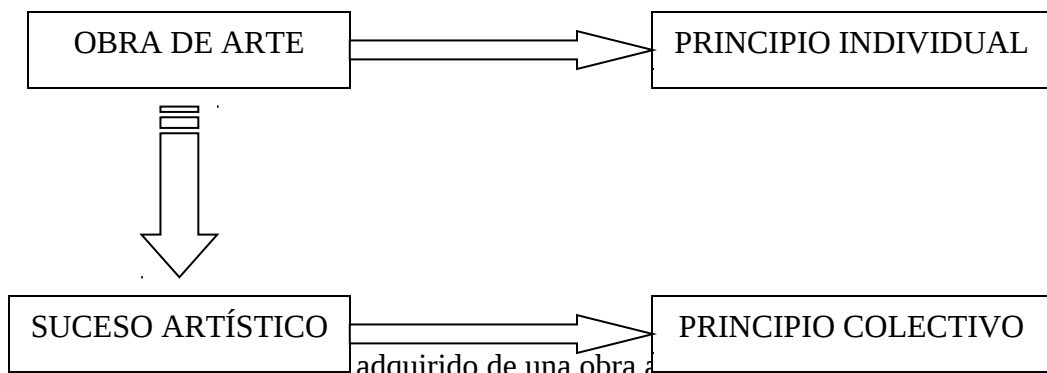 OBRA DE ARTE PRINCIPIO INDIVIDUAL
SUCESO ARTÍSTICO PRINCIPIO COLECTIVO
adquirido de una obra